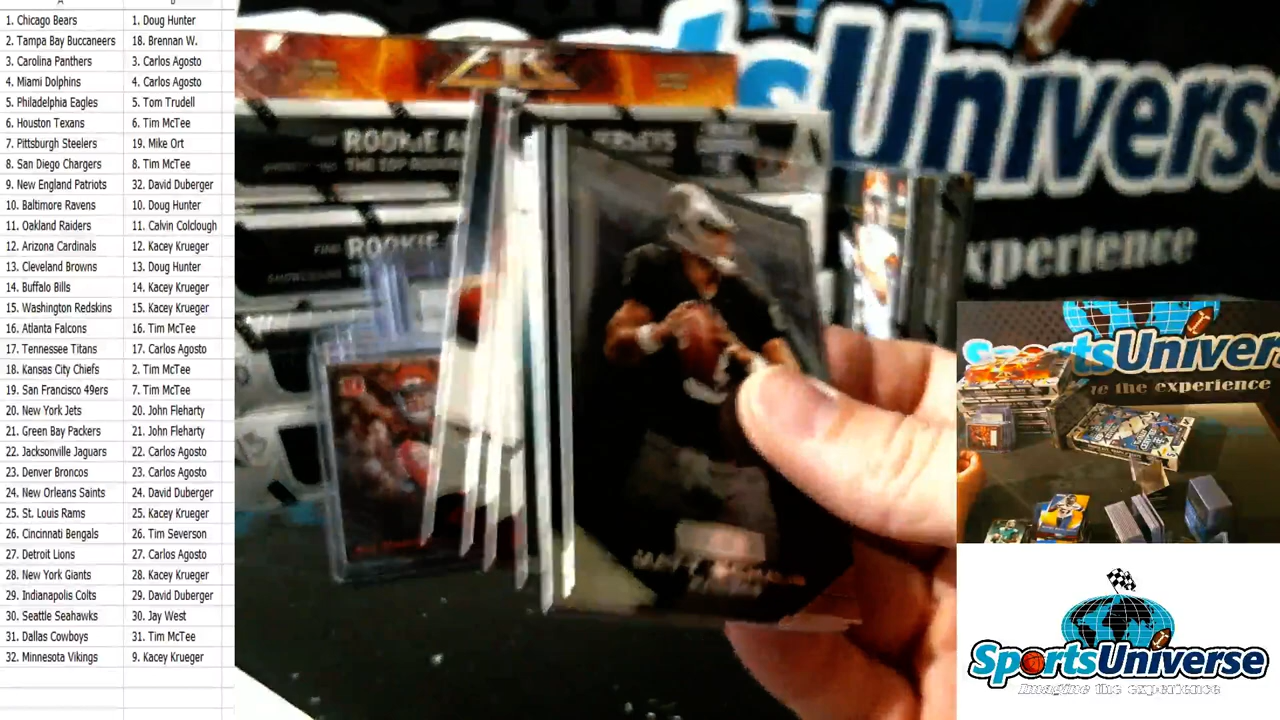 1. Chicago Bears 1. Doug Hunter
2. Tampa Bay Buccaneers 18. Brennan W.
3. Carolina Panthers 3. Carlos Agosto
4. Miami Dolphins 4. Carlos Agosto
5. Philadelphia Eagles 5. Tom Trudell
6. Houston Texans 6. Tim McTee
7. Pittsburgh Steelers 19. Mike Ort
8. San Diego Chargers 8. Tim McTee
9. New England Patriots 32. David Duberger
10. Baltimore Ravens 10. Doug Hunter
11. Oakland Raiders 11. Calvin Colclough
12. Arizona Cardinals 12. Kacey Krueger
13. Cleveland Browns 13. Doug Hunter
14. Buffalo Bills 14. Kacey Krueger
15. Washington Redskins 15. Kacey Krueger
16. Atlanta Falcons 16. Tim McTee
17. Tennessee Titans 17. Carlos Agosto
18. Kansas City Chiefs 2. Tim McTee
19. San Francisco 49ers 7. Tim McTee
20. New York Jets 20. John Fleharty
21. Green Bay Packers 21. John Fleharty
22. Jacksonville Jaguars 22. Carlos Agosto
23. Denver Broncos 23. Carlos Agosto
24. New Orleans Saints 24. David Duberger
25. St. Louis Rams 25. Kacey Krueger
26. Cincinnati Bengals 26. Tim Severson
27. Detroit Lions 27. Carlos Agosto
28. New York Giants 28. Kacey Krueger
29. Indianapolis Colts 29. David Duberger
30. Seattle Seahawks 30. Jay West
31. Dallas Cowboys 31. Tim McTee
32. Minnesota Vikings 9. Kacey Krueger
Universe
experience
ROOKIE
ROOKIE
SportsUniver
the experience
SportsUniverse
Imagine the experience